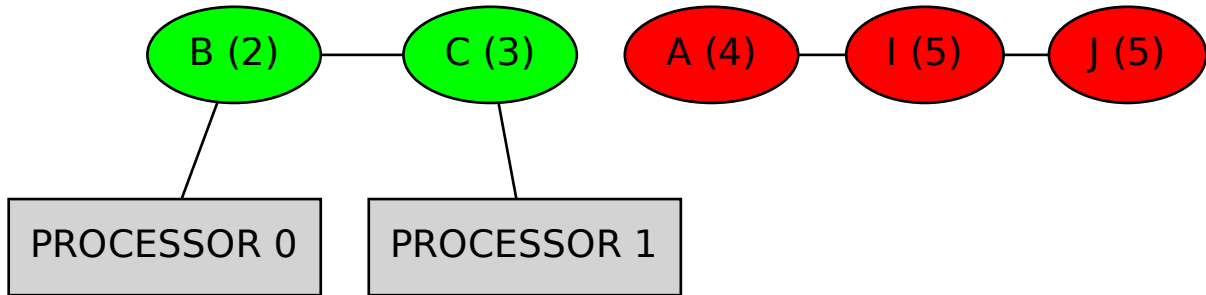 B (2)
C (3)
A (4)
I (5)
J (5)
PROCESSOR 0
PROCESSOR 1